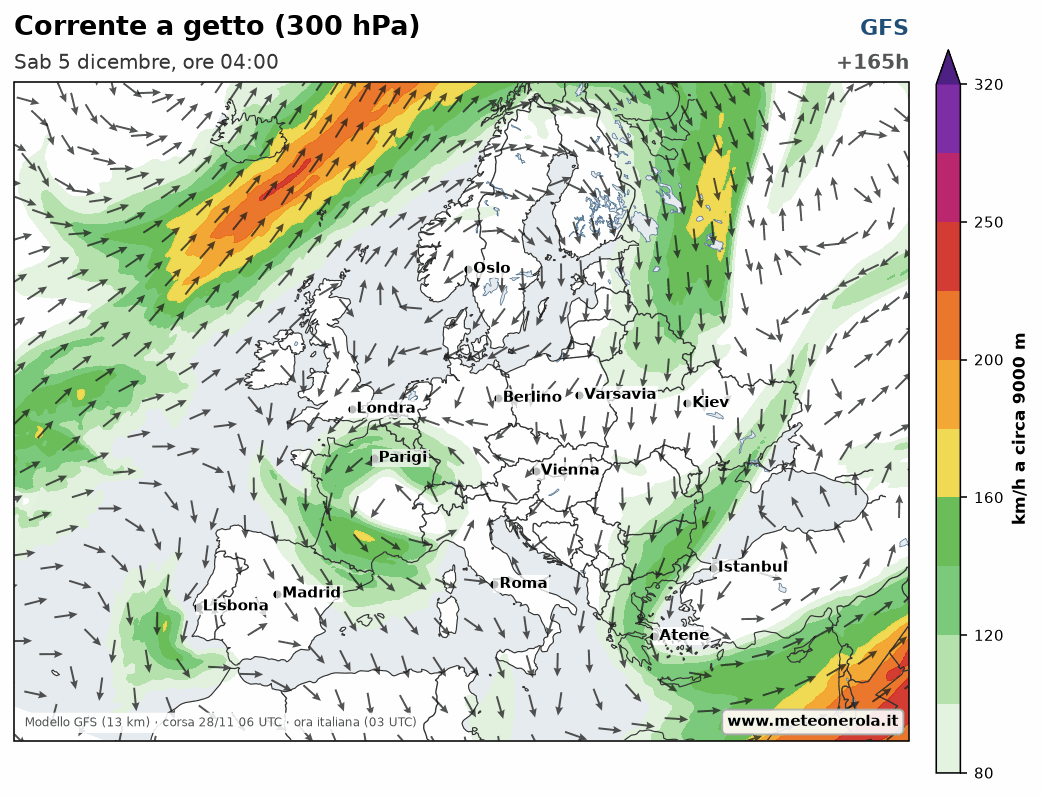 Corrente a getto (300 hPa)
GFS
Sab 5 dicembre, ore 04:00
+165h
320
250
200
160
120
80
km/h a circa 9000 m
Oslo
Berlino
Varsavia
Kiev
Londra
Parigi
Vienna
Istanbul
Roma
Madrid
Lisbona
Atene
Modello GFS (13 km) · corsa 28/11 06 UTC · ora italiana (03 UTC)
www.meteonerola.it